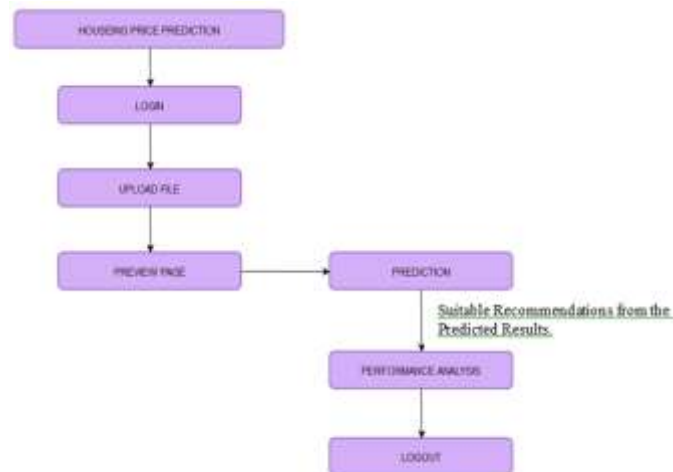 HOUSEING PRICE PREDICTION
LOGIN
UPLOAD FILE
PREVIEW PAGE
PREDICTION
Suitable Recommendations from the
Predicted Results.
PERFORMANCE ANALYSIS
LOGOUT